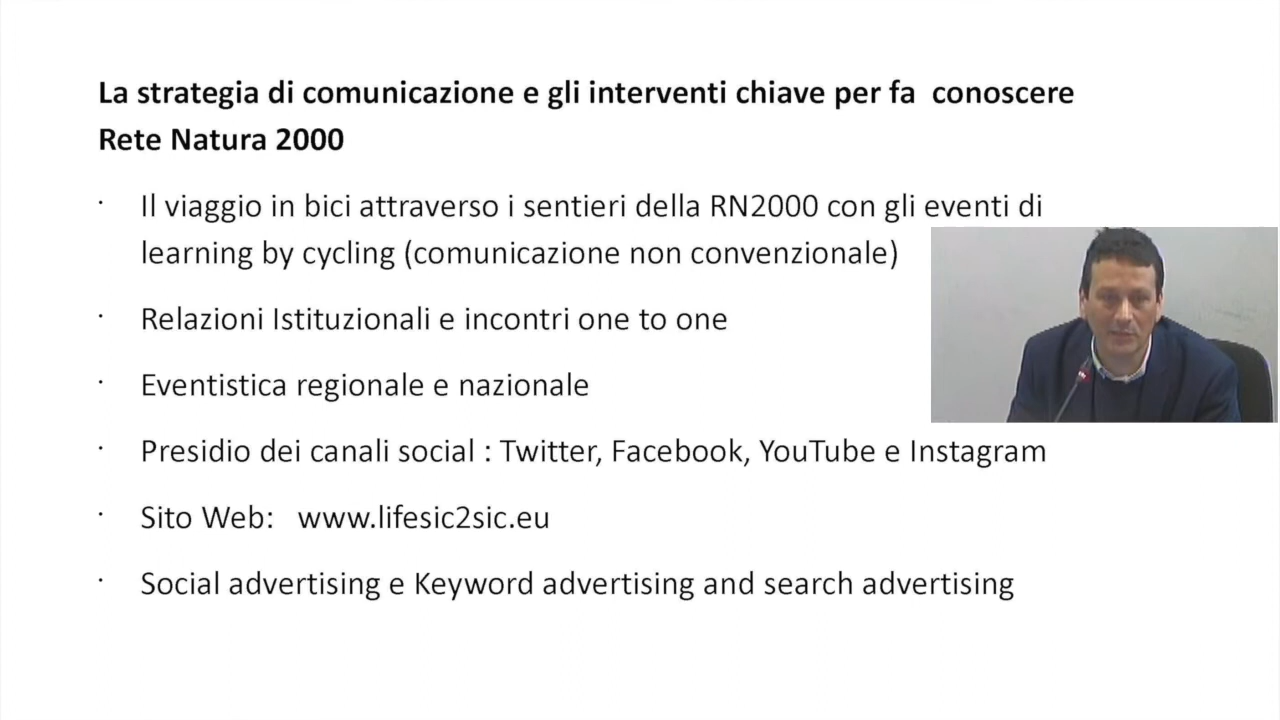 La strategia di comunicazione e gli interventi chiave per fa  conoscere
Rete Natura 2000
· Il viaggio in bici attraverso i sentieri della RN2000 con gli eventi di
learning by cycling (comunicazione non convenzionale)
· Relazioni Istituzionali e incontri one to one
· Eventistica regionale e nazionale
· Presidio dei canali social : Twitter, Facebook, YouTube e Instagram
· Sito Web:   www.lifesic2sic.eu
· Social advertising e Keyword advertising and search advertising